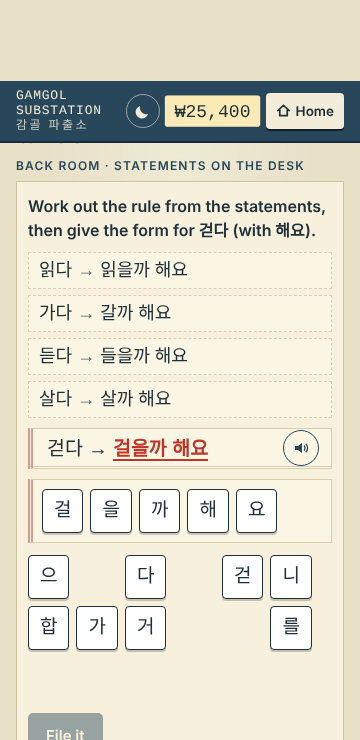 GAMGOL
SUBSTATION
감골 파출소
₩25,400
Home
BACK ROOM · STATEMENTS ON THE DESK
Work out the rule from the statements,
then give the form for 걷다 (with 해요).
읽다 → 읽을까 해요
가다 → 갈까 해요
듣다 → 들을까 해요
살다 → 살까 해요
걷다 → 걸을까 해요
걸 을 까 해 요
으 다 걷 니
합 가 거 를
File it